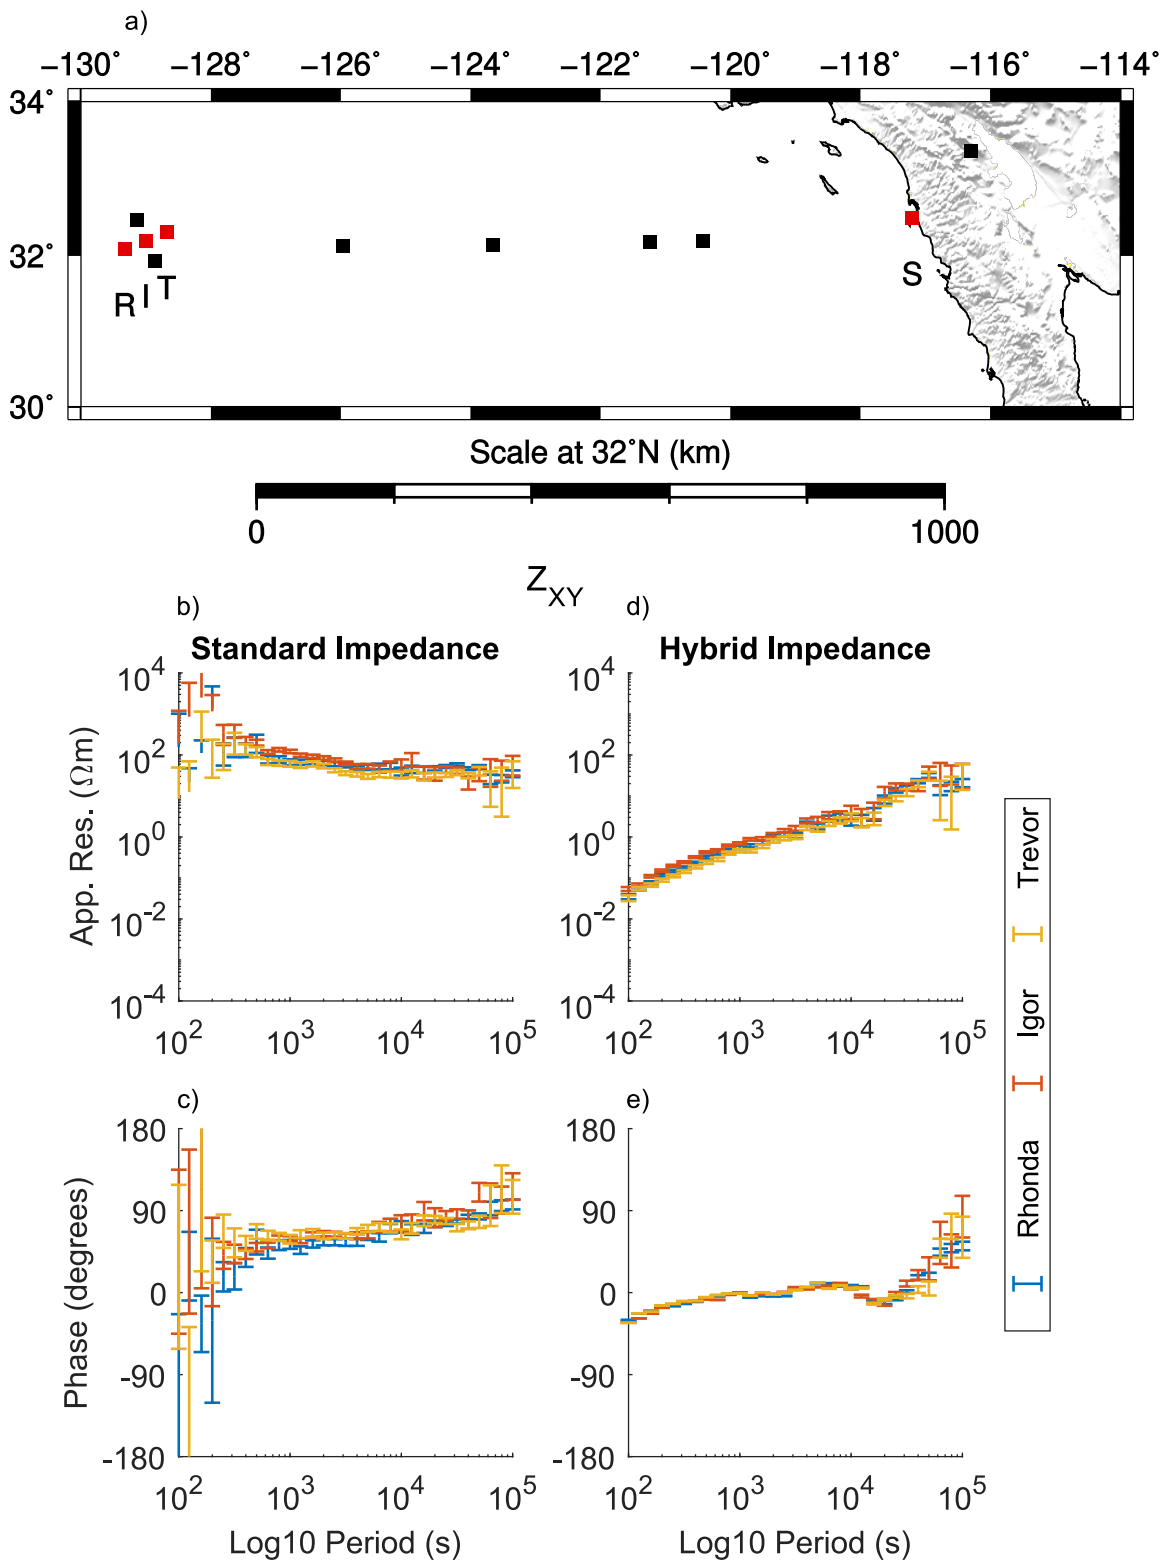 a)
−130° −128° −126° −124° −122° −120° −118° −116° −114°
34°
32°
30°
R I T
S
Scale at 32°N (km)
0 1000
Z_XY
b) d)
Standard Impedance Hybrid Impedance
App. Res. (Ωm)
10^4 10^4
10^2 10^2
10^0 10^0
10^-2 10^-2
10^-4 10^-4
10^2 10^3 10^4 10^5 10^2 10^3 10^4 10^5
c) e)
Phase (degrees)
180 180
90 90
0 0
-90 -90
-180 -180
10^2 10^3 10^4 10^5 10^2 10^3 10^4 10^5
Log10 Period (s) Log10 Period (s)
Rhonda Igor Trevor